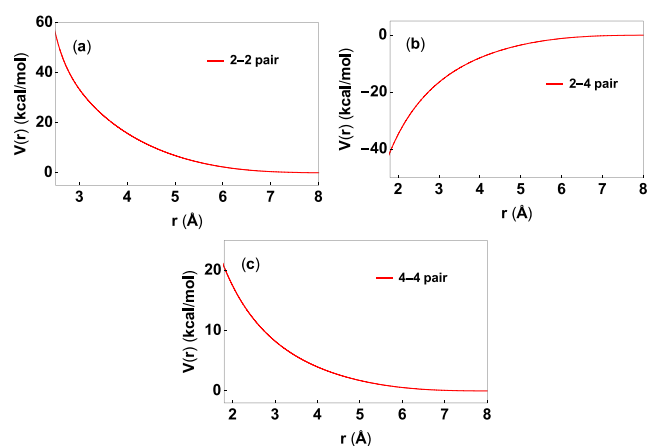 (a)
2–2 pair
V(r) (kcal/mol)
60
40
20
0
3 4 5 6 7 8
r (Å)
(b)
2–4 pair
V(r) (kcal/mol)
0
−20
−40
2 3 4 5 6 7 8
r (Å)
(c)
4–4 pair
V(r) (kcal/mol)
20
10
0
2 3 4 5 6 7 8
r (Å)